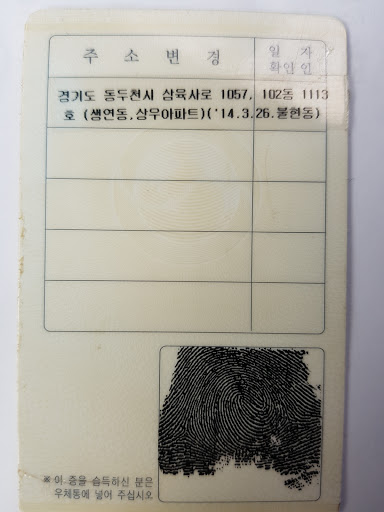 주 소 변 경 일 자
확인인
경기도 동두천시 삼육사로 1057, 102동 1113
호 (생연동,상우아파트)('14.3.26.불현동)
※ 이 증을 습득하신 분은
우체통에 넣어 주십시오